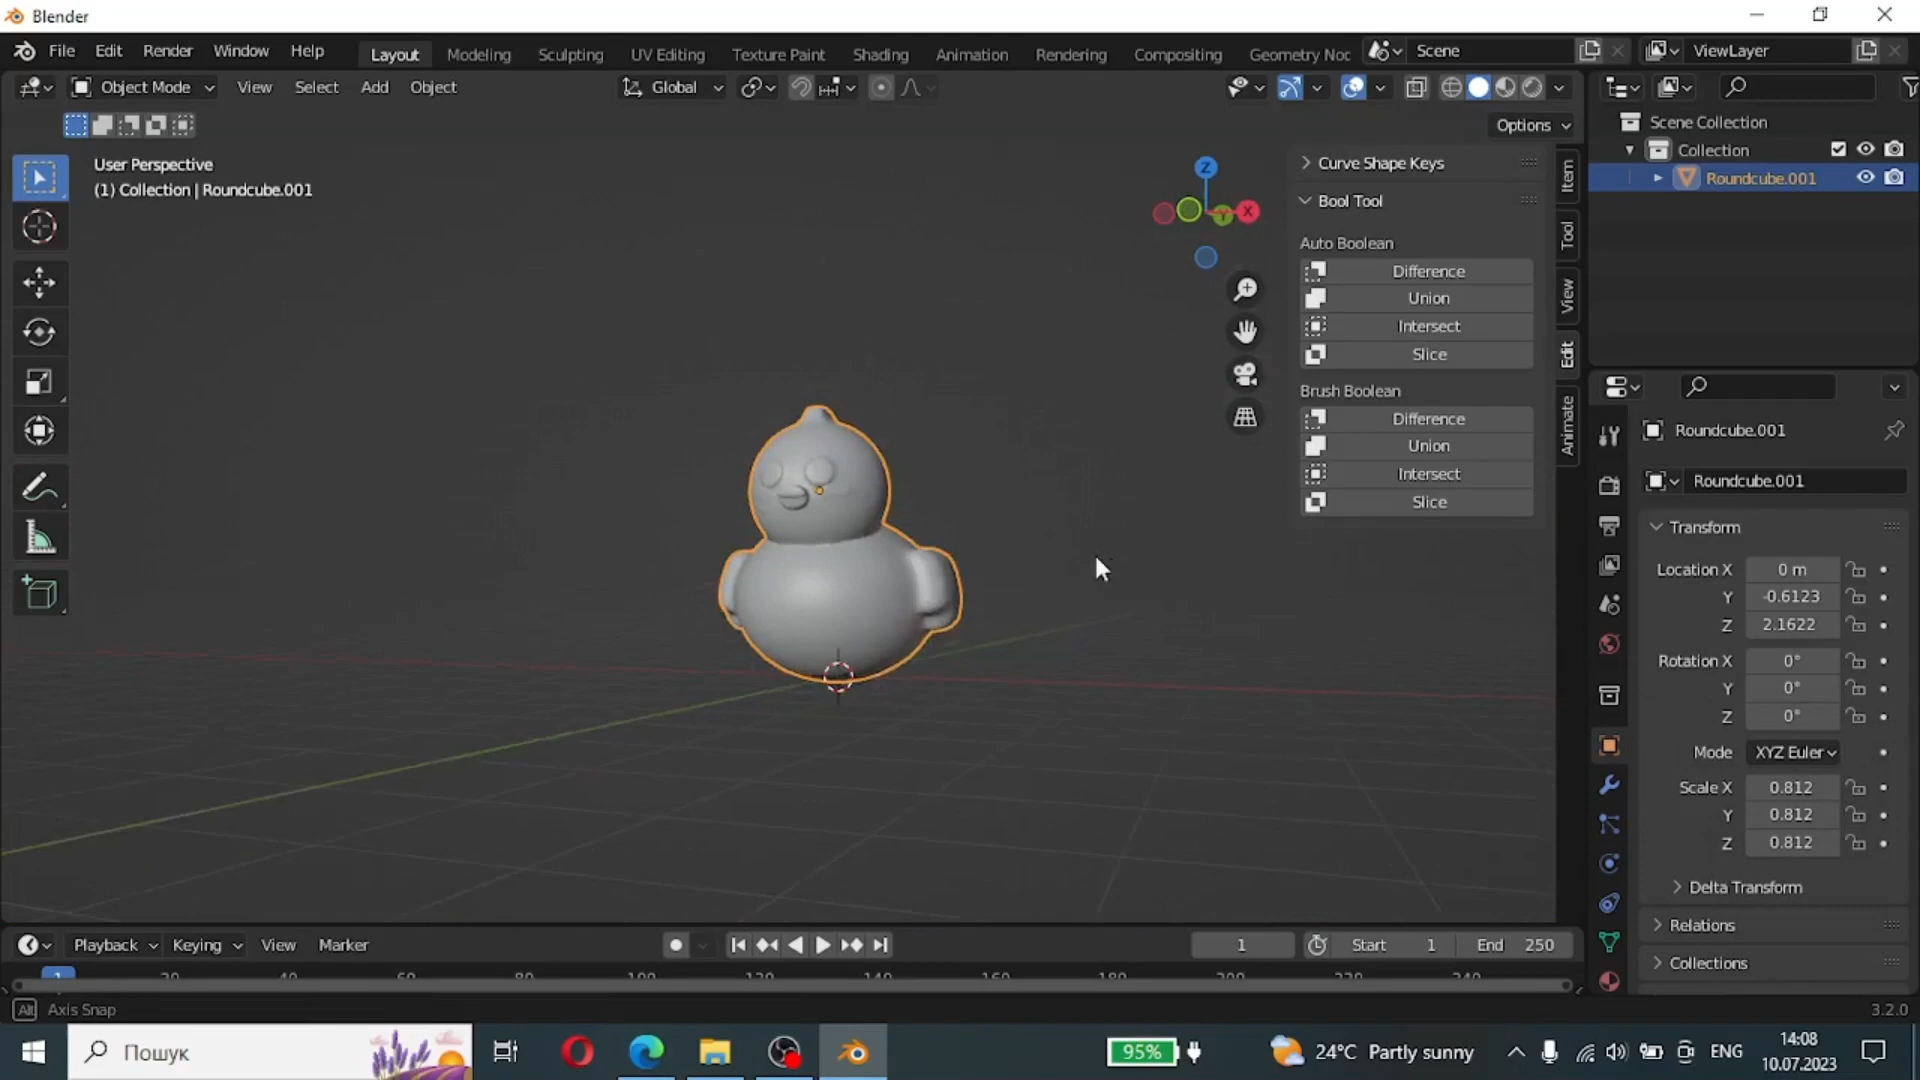 Blender
File Edit Render Window Help Layout Modeling Sculpting UV Editing Texture Paint Shading Animation Rendering Compositing Geometry Noc Scene ViewLayer
Object Mode View Select Add Object Global
Options
User Perspective
(1) Collection | Roundcube.001
Z
X
Y
Curve Shape Keys
Bool Tool
Auto Boolean
Difference
Union
Intersect
Slice
Brush Boolean
Difference
Union
Intersect
Slice
Item
Tool
View
Edit
Animate
Scene Collection
Collection
Roundcube.001
Roundcube.001
Roundcube.001
Transform
Location X 0 m
Y -0.6123
Z 2.1622
Rotation X 0°
Y 0°
Z 0°
Mode XYZ Euler
Scale X 0.812
Y 0.812
Z 0.812
Delta Transform
Relations
Collections
Playback Keying View Marker 1 Start 1 End 250
1 20 40 60 80 100 120 140 160 180 200 220 240
Alt Axis Snap 3.2.0
Пошук 95% 24°C Partly sunny ENG 14:08
10.07.2023